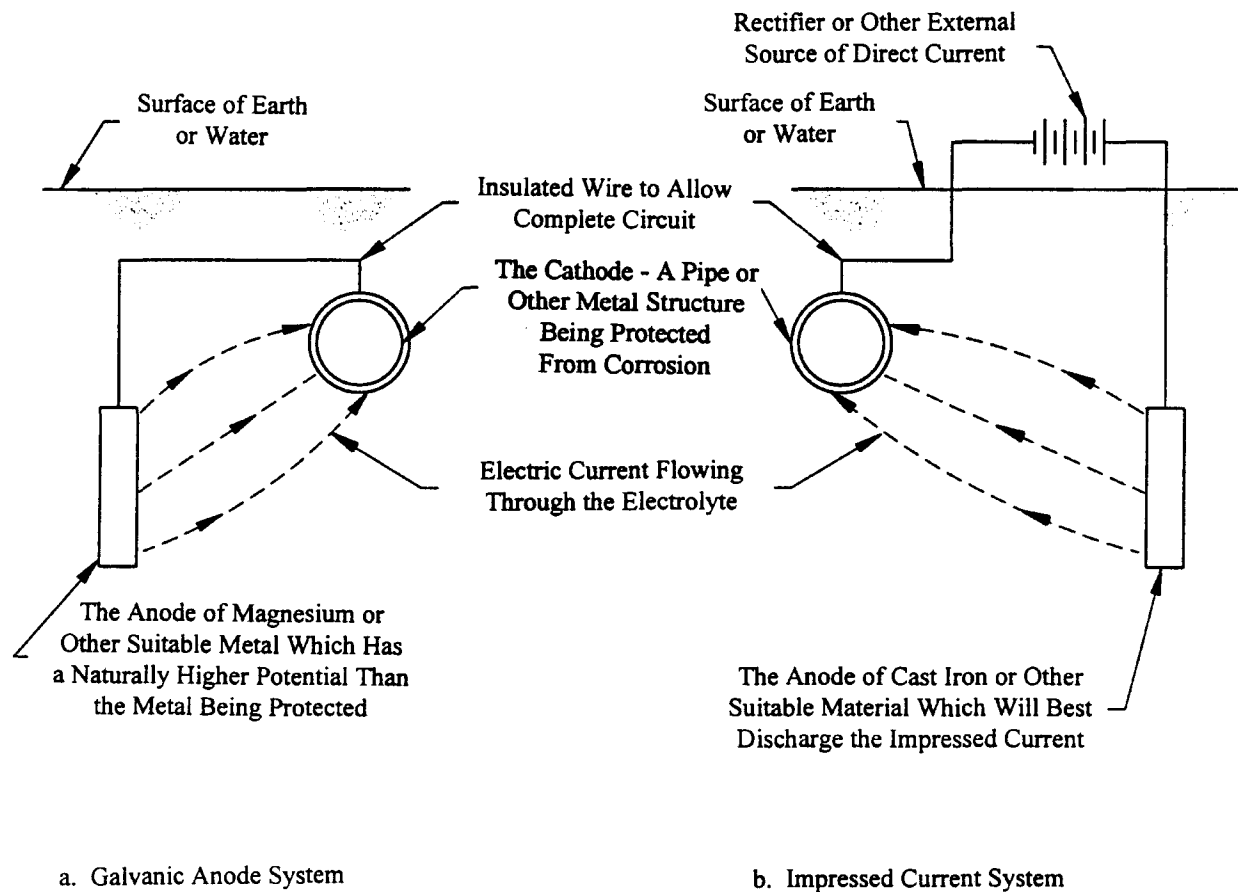 Rectifier or Other External
Source of Direct Current
Surface of Earth
or Water
Surface of Earth
or Water
Insulated Wire to Allow
Complete Circuit
The Cathode - A Pipe or
Other Metal Structure
Being Protected
From Corrosion
Electric Current Flowing
Through the Electrolyte
The Anode of Magnesium or
Other Suitable Metal Which Has
a Naturally Higher Potential Than
the Metal Being Protected
The Anode of Cast Iron or Other
Suitable Material Which Will Best
Discharge the Impressed Current
a. Galvanic Anode System
b. Impressed Current System